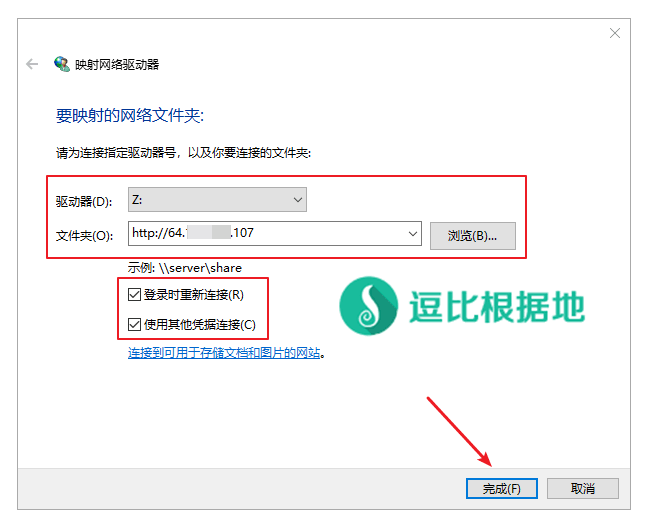 映射网络驱动器
要映射的网络文件夹:
请为连接指定驱动器号，以及你要连接的文件夹:
驱动器(D): Z:
文件夹(O): http://64.1 .107 浏览(B)...
示例: \\server\share
登录时重新连接(R)
使用其他凭据连接(C)
逗比根据地
连接到可用于存储文档和图片的网站。
完成(F) 取消